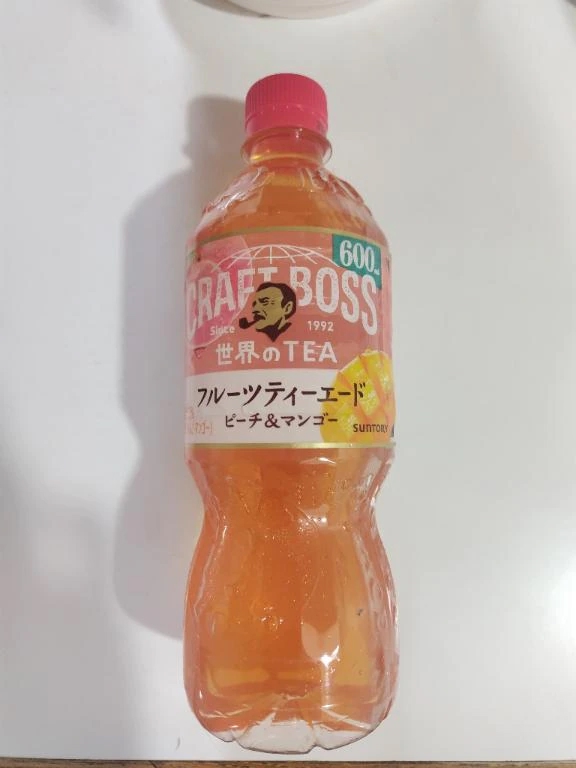 600ml
CRAFT BOSS
Since 1992
世界のTEA
フルーツティーエード
ピーチ&マンゴー
SUNTORY